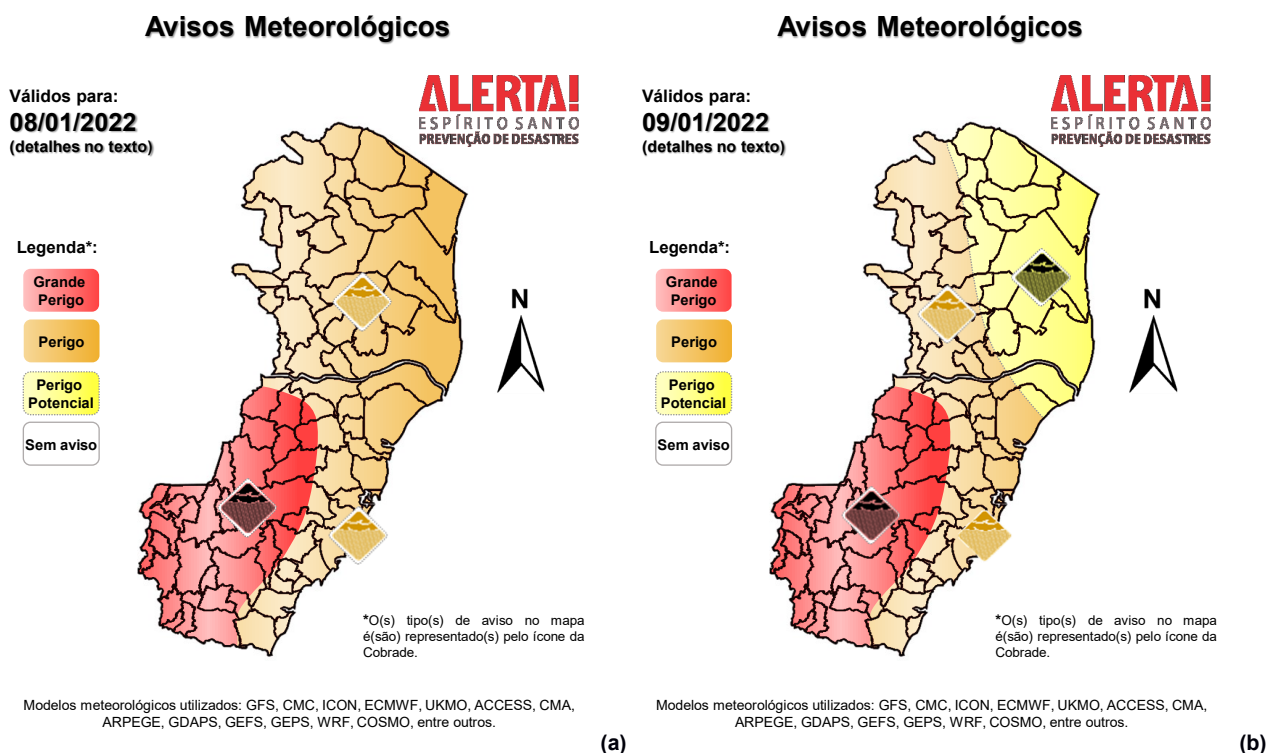 Avisos Meteorológicos
Válidos para:
08/01/2022
(detalhes no texto)
ALERTA!
ESPÍRITO SANTO
PREVENÇÃO DE DESASTRES
Legenda*:
Grande
Perigo
Perigo
Perigo
Potencial
Sem aviso
N
*O(s) tipo(s) de aviso no mapa
é(são) representado(s) pelo ícone da
Cobrade.
Modelos meteorológicos utilizados: GFS, CMC, ICON, ECMWF, UKMO, ACCESS, CMA,
ARPEGE, GDAPS, GEFS, GEPS, WRF, COSMO, entre outros.
(a)
Avisos Meteorológicos
Válidos para:
09/01/2022
(detalhes no texto)
ALERTA!
ESPÍRITO SANTO
PREVENÇÃO DE DESASTRES
Legenda*:
Grande
Perigo
Perigo
Perigo
Potencial
Sem aviso
N
*O(s) tipo(s) de aviso no mapa
é(são) representado(s) pelo ícone da
Cobrade.
Modelos meteorológicos utilizados: GFS, CMC, ICON, ECMWF, UKMO, ACCESS, CMA,
ARPEGE, GDAPS, GEFS, GEPS, WRF, COSMO, entre outros.
(b)